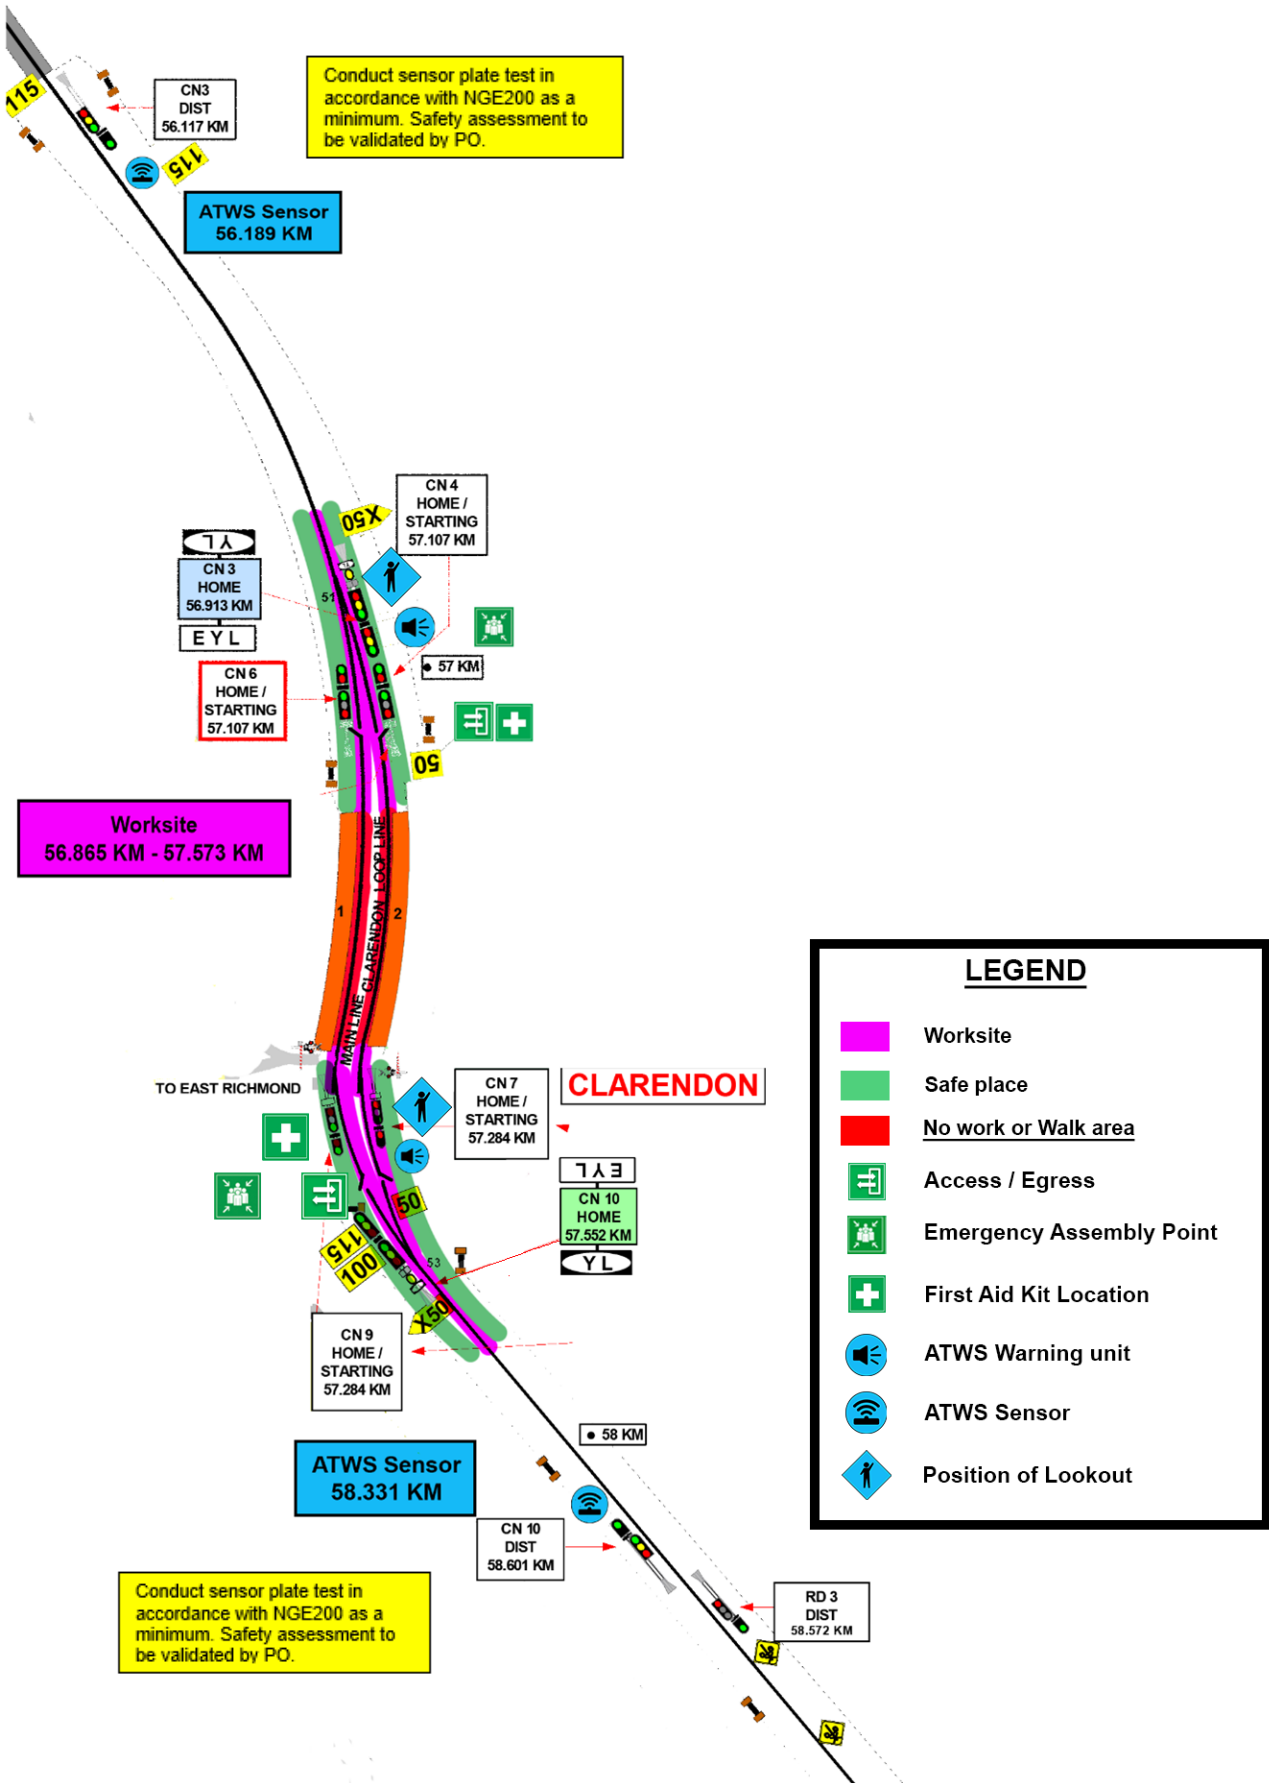 115
CN3
DIST
56.117 KM
Conduct sensor plate test in
accordance with NGE200 as a
minimum. Safety assessment to
be validated by PO.
115
ATWS Sensor
56.189 KM
X50
CN 4
HOME /
STARTING
57.107 KM
YL
CN 3
HOME
56.913 KM
EYL
51
57 KM
CN 6
HOME /
STARTING
57.107 KM
50
Worksite
56.865 KM - 57.573 KM
1
2
MAIN LINE
CLARENDON LOOP LINE
TO EAST RICHMOND
CN 7
HOME /
STARTING
57.284 KM
CLARENDON
EYL
CN 10
HOME
57.552 KM
YL
50
115
100
53
X50
CN 9
HOME /
STARTING
57.284 KM
58 KM
ATWS Sensor
58.331 KM
CN 10
DIST
58.601 KM
RD 3
DIST
58.572 KM
Conduct sensor plate test in
accordance with NGE200 as a
minimum. Safety assessment to
be validated by PO.
LEGEND
Worksite
Safe place
No work or Walk area
Access / Egress
Emergency Assembly Point
First Aid Kit Location
ATWS Warning unit
ATWS Sensor
Position of Lookout